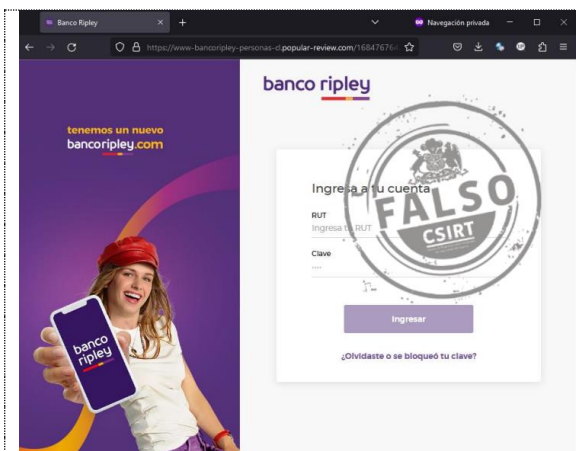 Banco Ripley
Navegación privada
https://www-bancoripley-personas-cl.popular-review.com/168476764
banco ripley
tenemos un nuevo
bancoripley.com
Ingresa a tu cuenta
RUT
Ingresa tu RUT
Clave
....
FALSO
CSIRT
Ingresar
¿Olvidaste o se bloqueó tu clave?
banco
ripley